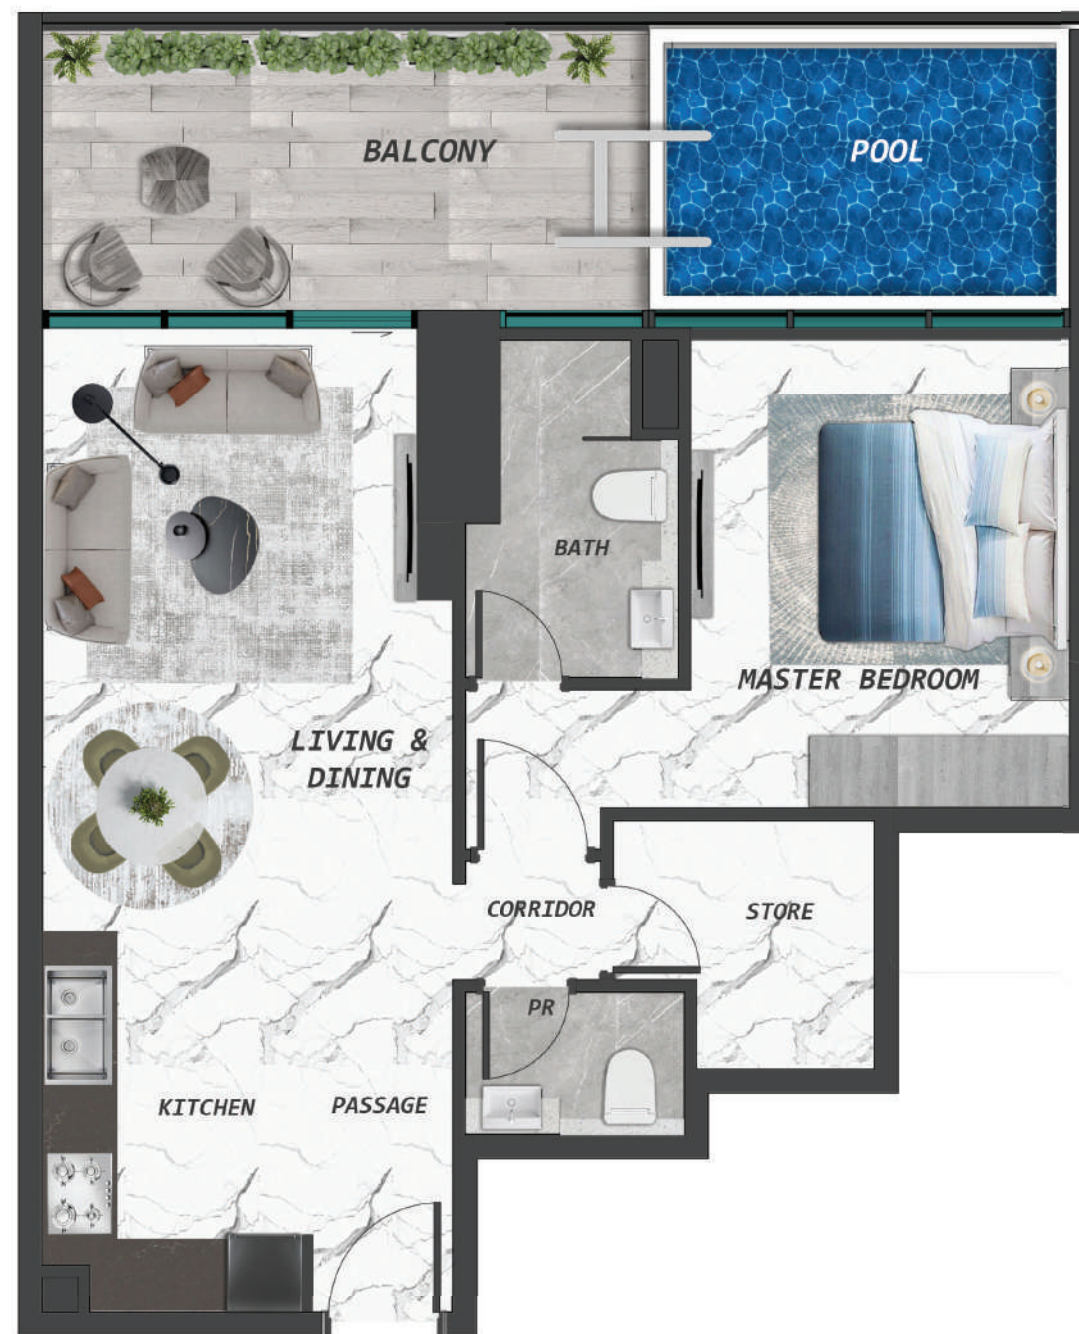 BALCONY
POOL
BATH
MASTER BEDROOM
LIVING &
DINING
CORRIDOR
STORE
PR
KITCHEN
PASSAGE